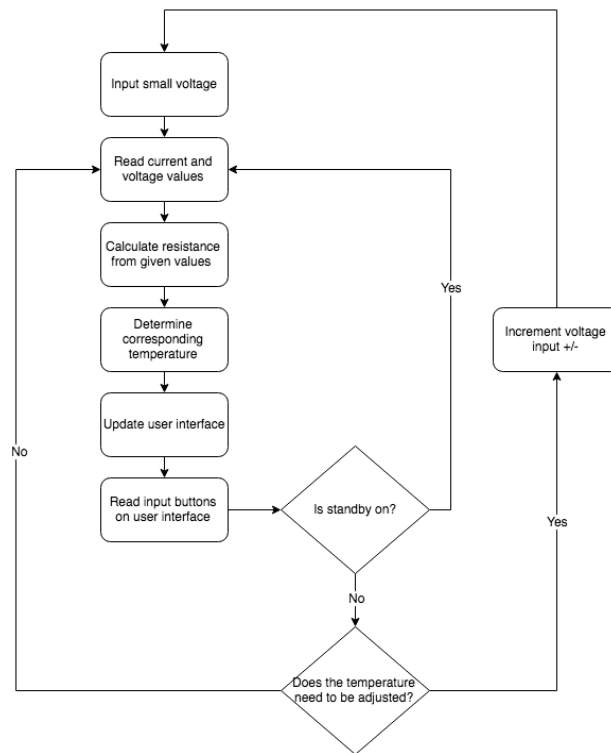 Input small voltage
Read current and
voltage values
Calculate resistance
from given values
Yes
Increment voltage
input +/-
Determine
corresponding
temperature
Update user interface
No
Read input buttons
on user interface
Is standby on?
Yes
No
Does the temperature
need to be adjusted?